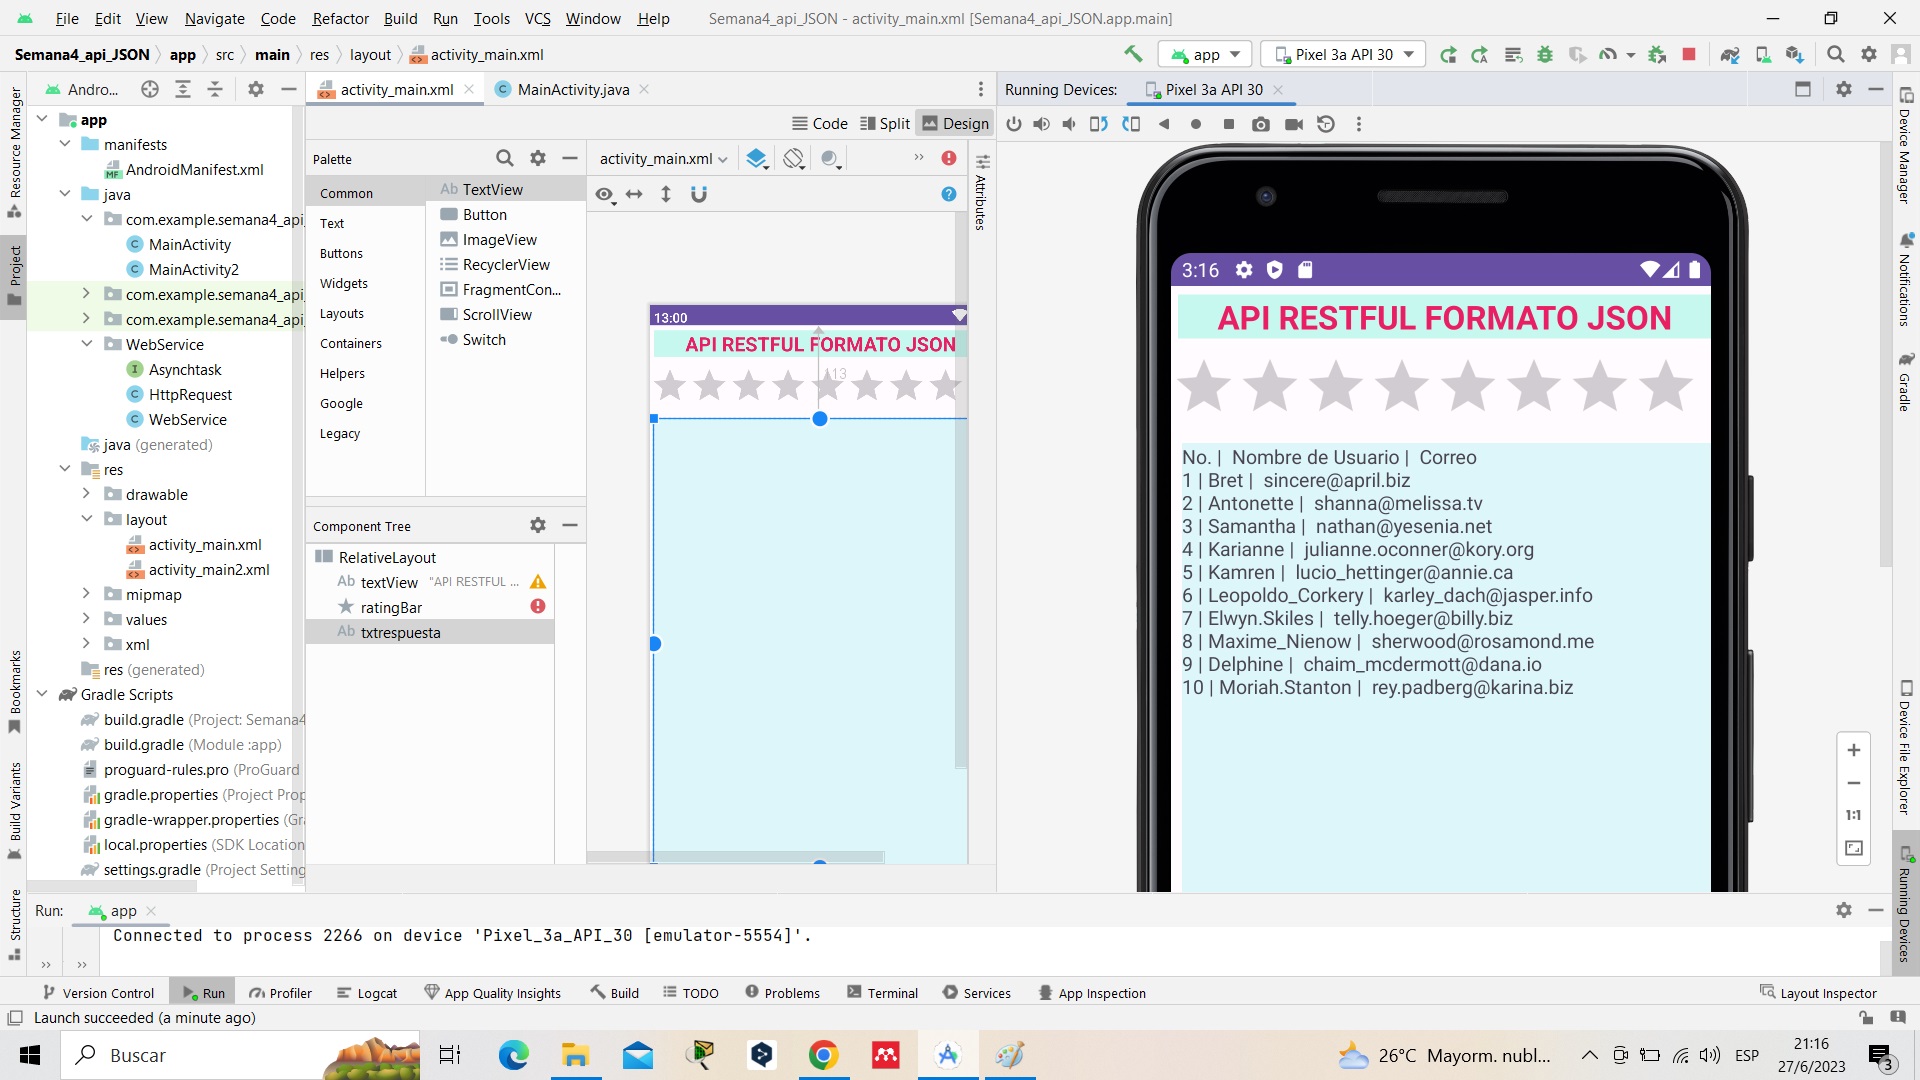 File Edit View Navigate Code Refactor Build Run Tools VCS Window Help Semana4_api_JSON - activity_main.xml [Semana4_api_JSON.app.main]
Semana4_api_JSON app src main res layout activity_main.xml app Pixel 3a API 30
Andro... activity_main.xml MainActivity.java Running Devices: Pixel 3a API 30
Code Split Design
Resource Manager
Project
Bookmarks
Build Variants
Structure
app
manifests
AndroidManifest.xml
java
com.example.semana4_api
MainActivity
MainActivity2
com.example.semana4_api
com.example.semana4_api
WebService
Asynchtask
HttpRequest
WebService
java (generated)
res
drawable
layout
activity_main.xml
activity_main2.xml
mipmap
values
xml
res (generated)
Gradle Scripts
build.gradle (Project: Semana4
build.gradle (Module :app)
proguard-rules.pro (ProGuard
gradle.properties (Project Prop
gradle-wrapper.properties (Gra
local.properties (SDK Location
settings.gradle (Project Setting
Palette
Common
Text
Buttons
Widgets
Layouts
Containers
Helpers
Google
Legacy
Ab TextView
Button
ImageView
RecyclerView
FragmentCon...
ScrollView
Switch
Component Tree
RelativeLayout
Ab textView "API RESTFUL ...
ratingBar
Ab txtrespuesta
activity_main.xml
13:00
API RESTFUL FORMATO JSON
113
Attributes
3:16
API RESTFUL FORMATO JSON
No. | Nombre de Usuario | Correo
1 | Bret | sincere@april.biz
2 | Antonette | shanna@melissa.tv
3 | Samantha | nathan@yesenia.net
4 | Karianne | julianne.oconner@kory.org
5 | Kamren | lucio_hettinger@annie.ca
6 | Leopoldo_Corkery | karley_dach@jasper.info
7 | Elwyn.Skiles | telly.hoeger@billy.biz
8 | Maxime_Nienow | sherwood@rosamond.me
9 | Delphine | chaim_mcdermott@dana.io
10 | Moriah.Stanton | rey.padberg@karina.biz
1:1
Device Manager
Notifications
Gradle
Device File Explorer
Running Devices
Run: app
Connected to process 2266 on device 'Pixel_3a_API_30 [emulator-5554]'.
Version Control Run Profiler Logcat App Quality Insights Build TODO Problems Terminal Services App Inspection Layout Inspector
Launch succeeded (a minute ago)
Buscar 26°C Mayorm. nubl... ESP 21:16
27/6/2023
3